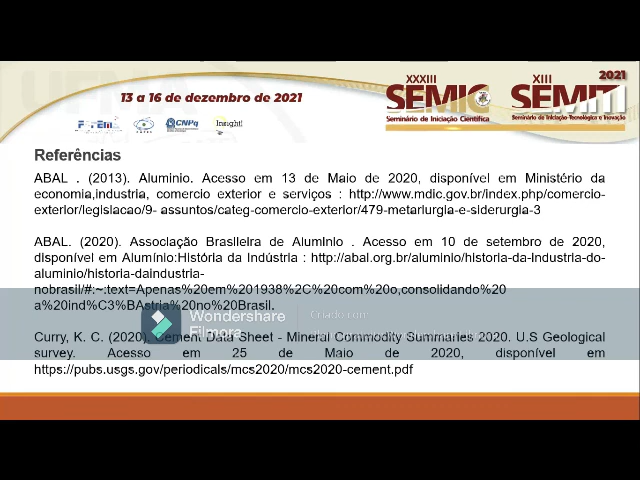 XXXIII
SEMIC
Seminário de Iniciação Científica
XIII
2021
SEMITI
Seminário de Iniciação Tecnológica e Inovação
13 a 16 de dezembro de 2021
CNPq
Insight!
Referências
ABAL . (2013). Aluminio. Acesso em 13 de Maio de 2020, disponível em Ministério da
economia,industria, comercio exterior e serviços : http://www.mdic.gov.br/index.php/comercio-
exterior/legislacao/9- assuntos/categ-comercio-exterior/479-metarlurgia-e-siderurgia-3
ABAL. (2020). Associação Brasileira de Aluminio . Acesso em 10 de setembro de 2020,
disponível em Alumínio:História da Indústria : http://abal.org.br/aluminio/historia-da-industria-do-
aluminio/historia-daindustria-
nobrasil/#:~:text=Apenas%20em%201938%2C%20com%20o,consolidando%20
a%20ind%C3%BAstria%20no%20Brasil.
Wondershare
Filmora
Criado com
Curry, K. C. (2020). Cement Data Sheet - Mineral Commodity Summaries 2020. U.S Geological
survey. Acesso em 25 de Maio de 2020, disponível em
https://pubs.usgs.gov/periodicals/mcs2020/mcs2020-cement.pdf